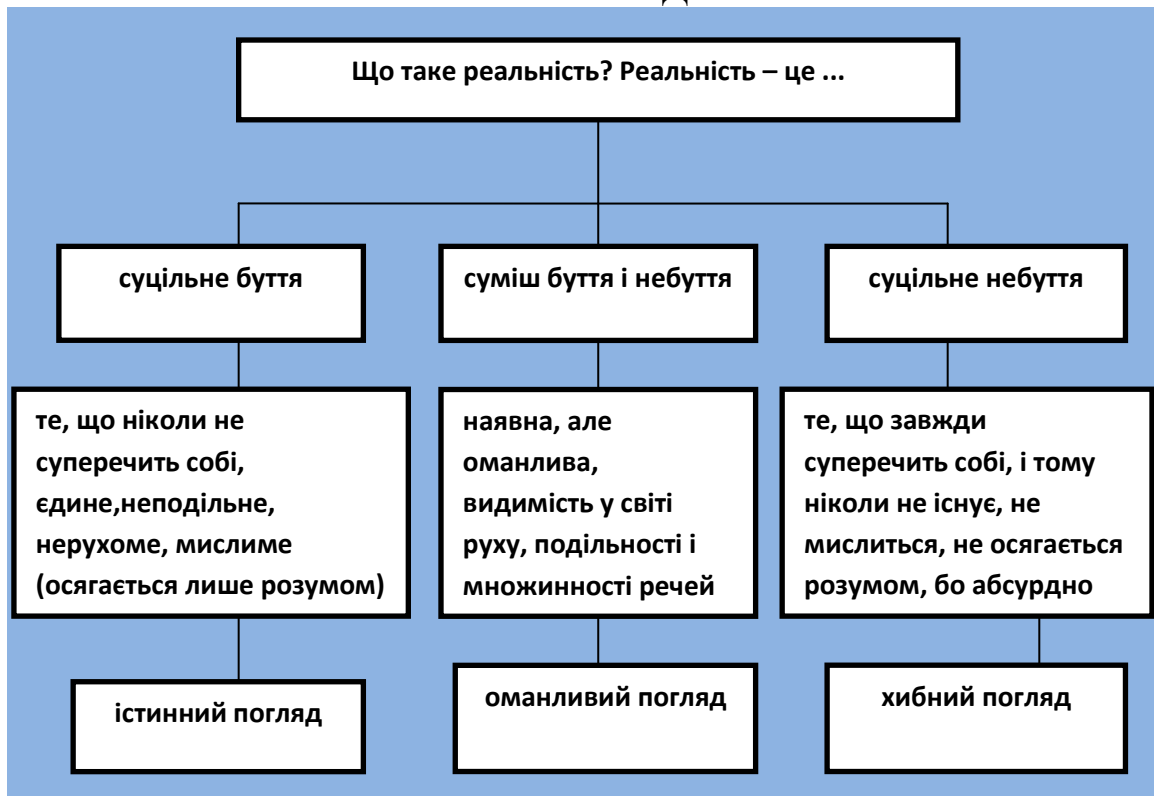 Що таке реальність? Реальність – це ...
суцільне буття
суміш буття і небуття
суцільне небуття
те, що ніколи не
суперечить собі,
єдине,неподільне,
нерухоме, мислиме
(осягається лише розумом)
наявна, але
оманлива,
видимість у світі
руху, подільності і
множинності речей
те, що завжди
суперечить собі, і тому
ніколи не існує, не
мислиться, не осягається
розумом, бо абсурдно
істинний погляд
оманливий погляд
хибний погляд